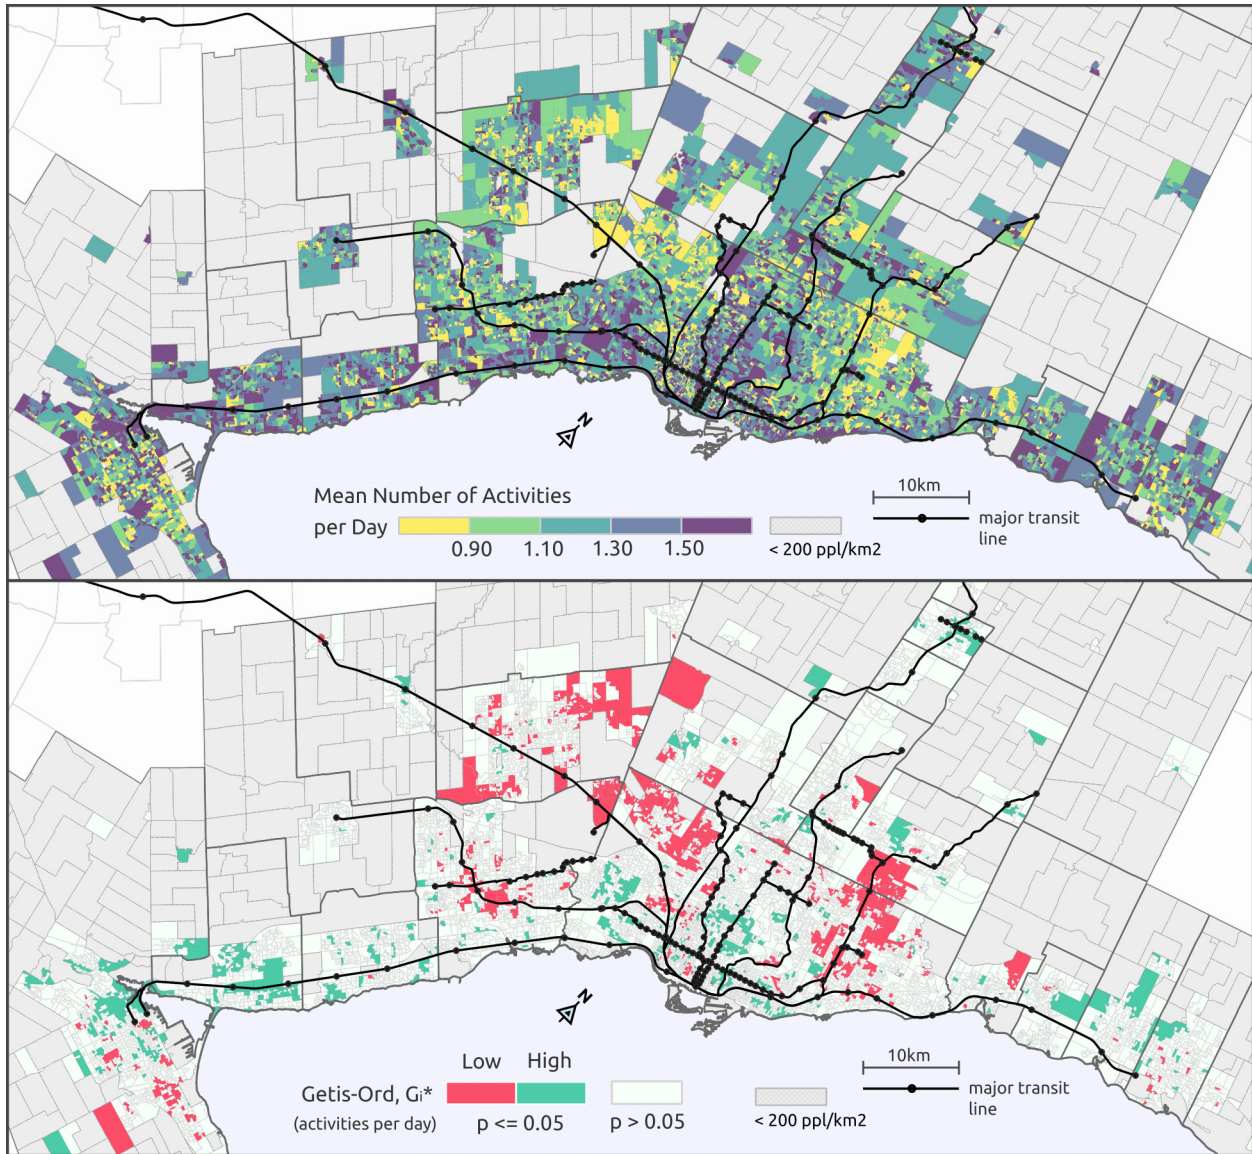 N
Mean Number of Activities
per Day
0.90 1.10 1.30 1.50
< 200 ppl/km2
10km
major transit
line
N
Low High
Getis-Ord, Gi*
(activities per day)
p <= 0.05
p > 0.05
< 200 ppl/km2
10km
major transit
line